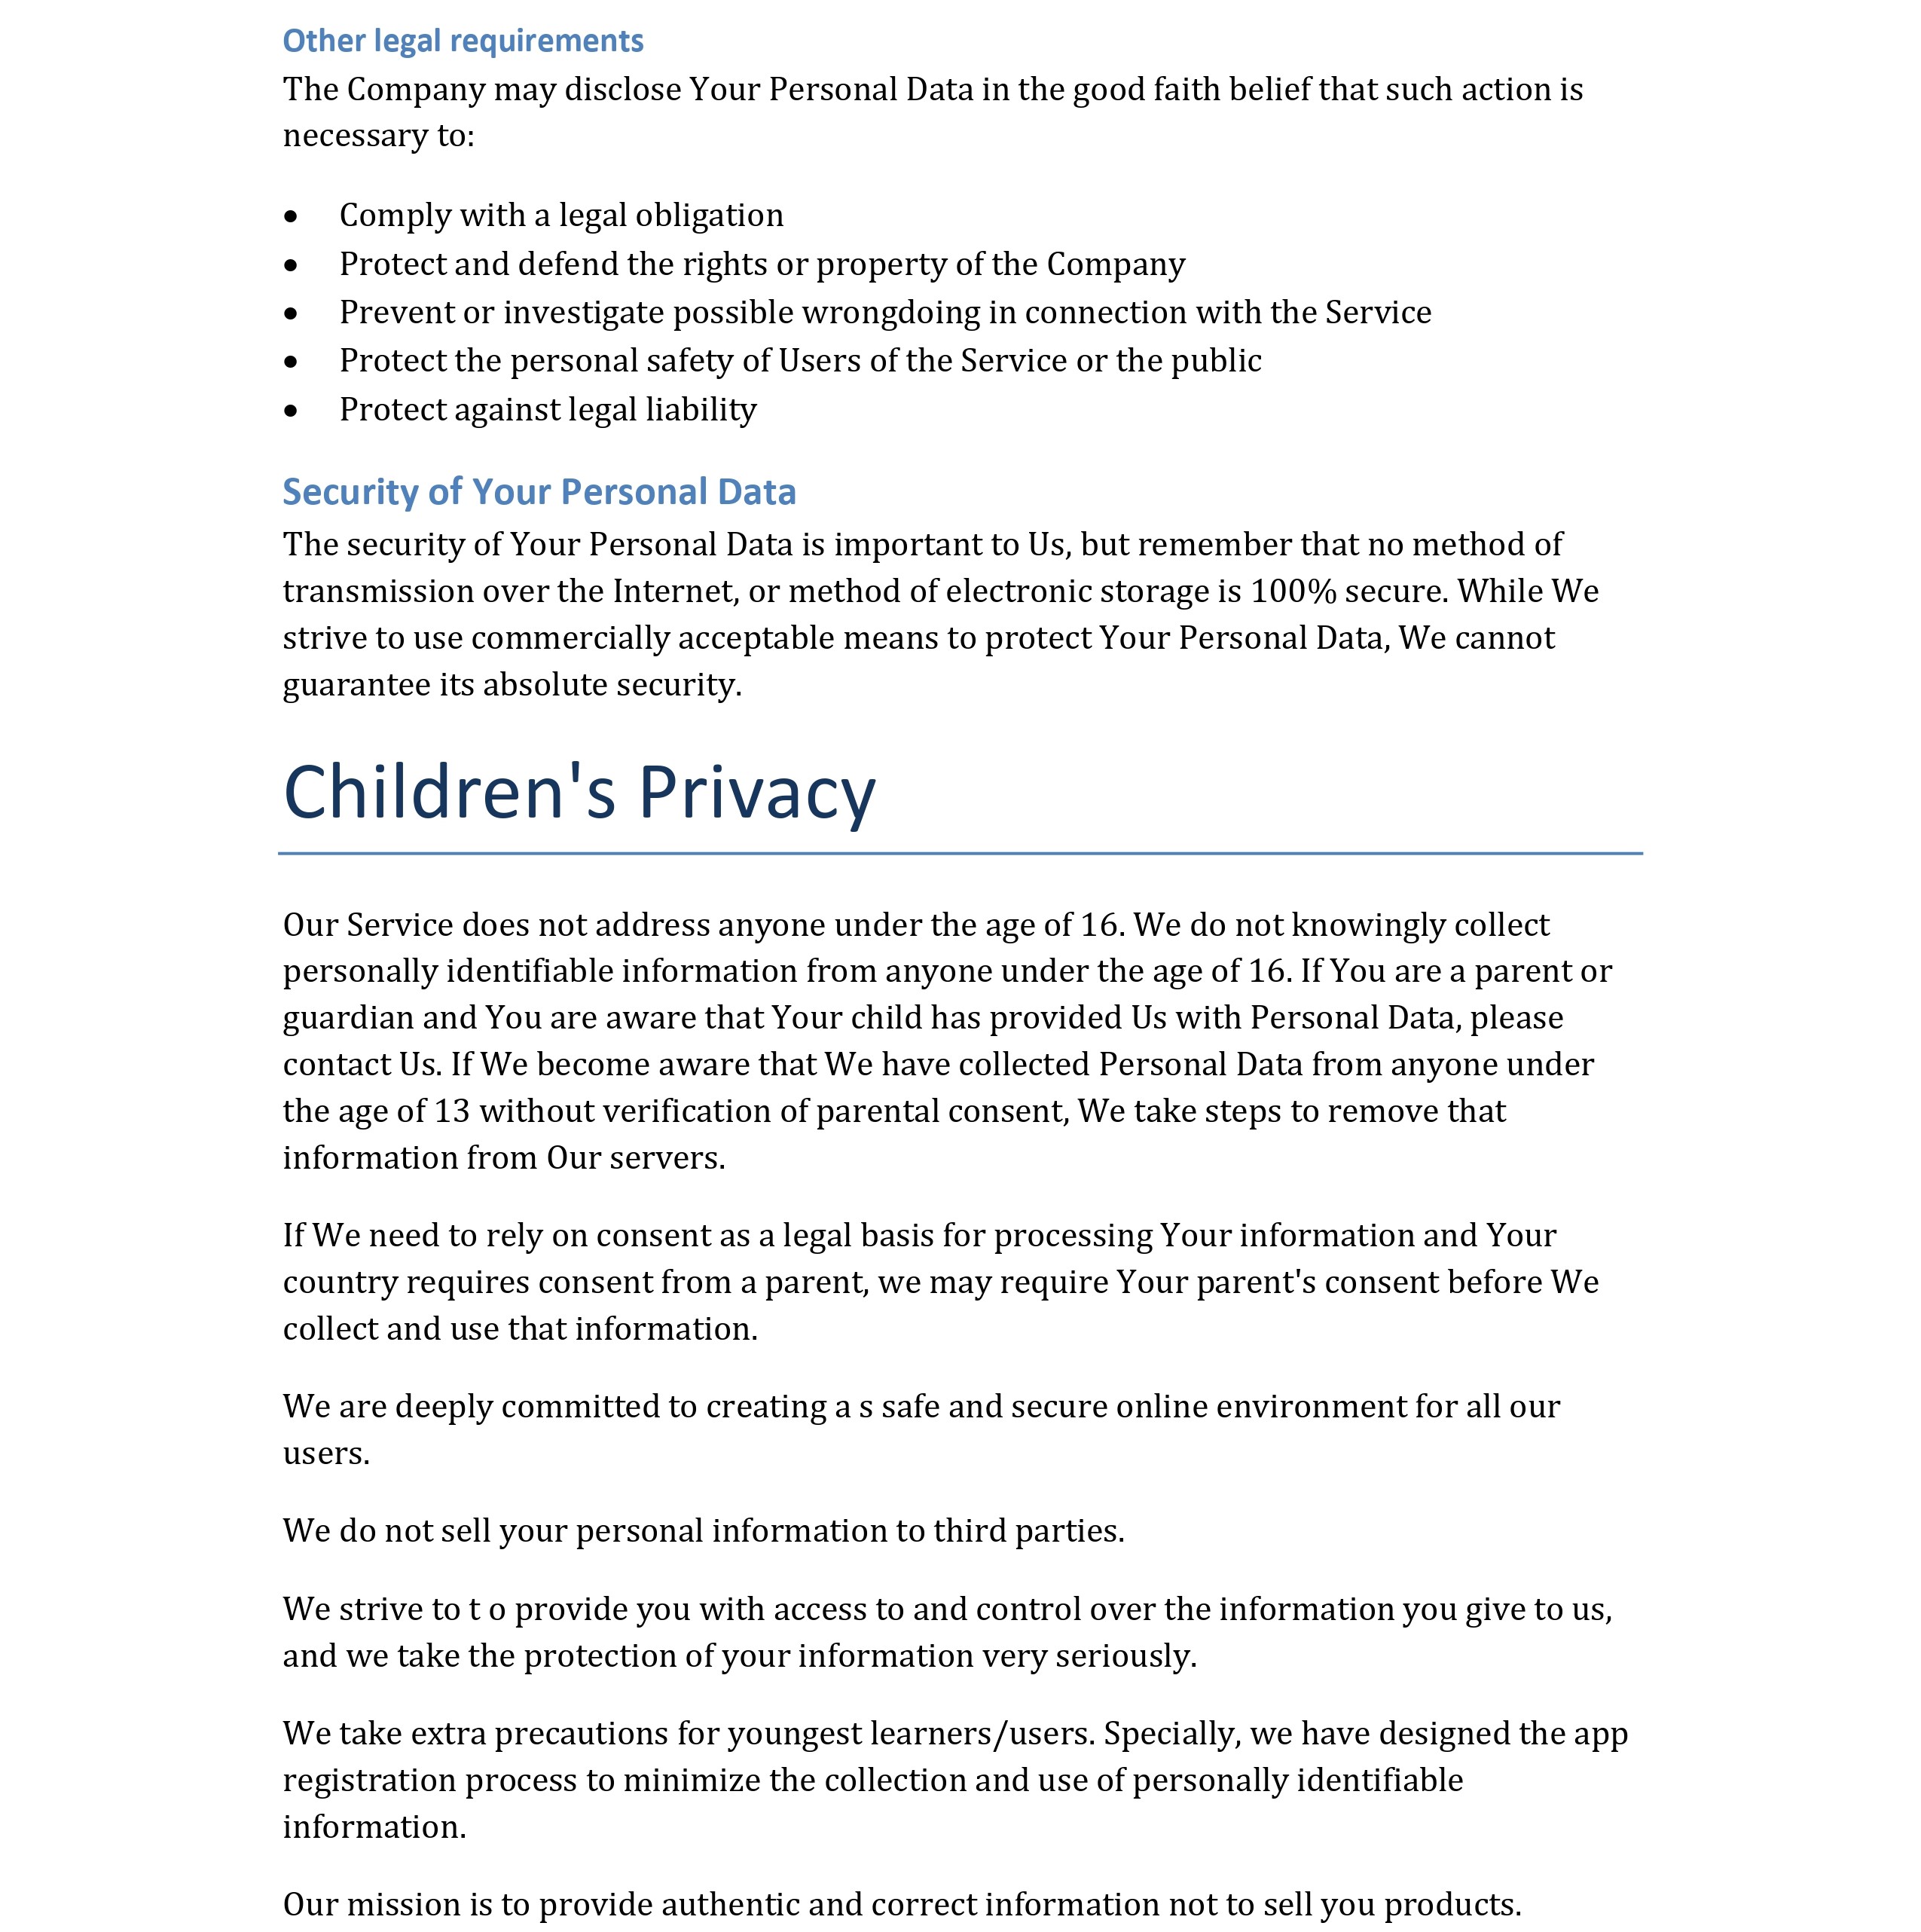 Other legal requirements
The Company may disclose Your Personal Data in the good faith belief that such action is
necessary to:
• Comply with a legal obligation
• Protect and defend the rights or property of the Company
• Prevent or investigate possible wrongdoing in connection with the Service
• Protect the personal safety of Users of the Service or the public
• Protect against legal liability
Security of Your Personal Data
The security of Your Personal Data is important to Us, but remember that no method of
transmission over the Internet, or method of electronic storage is 100% secure. While We
strive to use commercially acceptable means to protect Your Personal Data, We cannot
guarantee its absolute security.
Children's Privacy
Our Service does not address anyone under the age of 16. We do not knowingly collect
personally identifiable information from anyone under the age of 16. If You are a parent or
guardian and You are aware that Your child has provided Us with Personal Data, please
contact Us. If We become aware that We have collected Personal Data from anyone under
the age of 13 without verification of parental consent, We take steps to remove that
information from Our servers.
If We need to rely on consent as a legal basis for processing Your information and Your
country requires consent from a parent, we may require Your parent's consent before We
collect and use that information.
We are deeply committed to creating a s safe and secure online environment for all our
users.
We do not sell your personal information to third parties.
We strive to t o provide you with access to and control over the information you give to us,
and we take the protection of your information very seriously.
We take extra precautions for youngest learners/users. Specially, we have designed the app
registration process to minimize the collection and use of personally identifiable
information.
Our mission is to provide authentic and correct information not to sell you products.